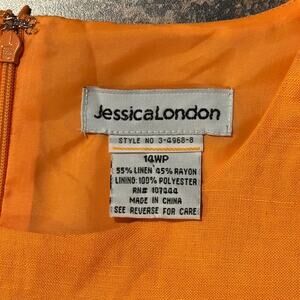 JessicaLondon
STYLE NO 3-4968-8
14WP
55% LINEN 45% RAYON
LINING: 100% POLYESTER
RN# 107444
MADE IN CHINA
SEE REVERSE FOR CARE